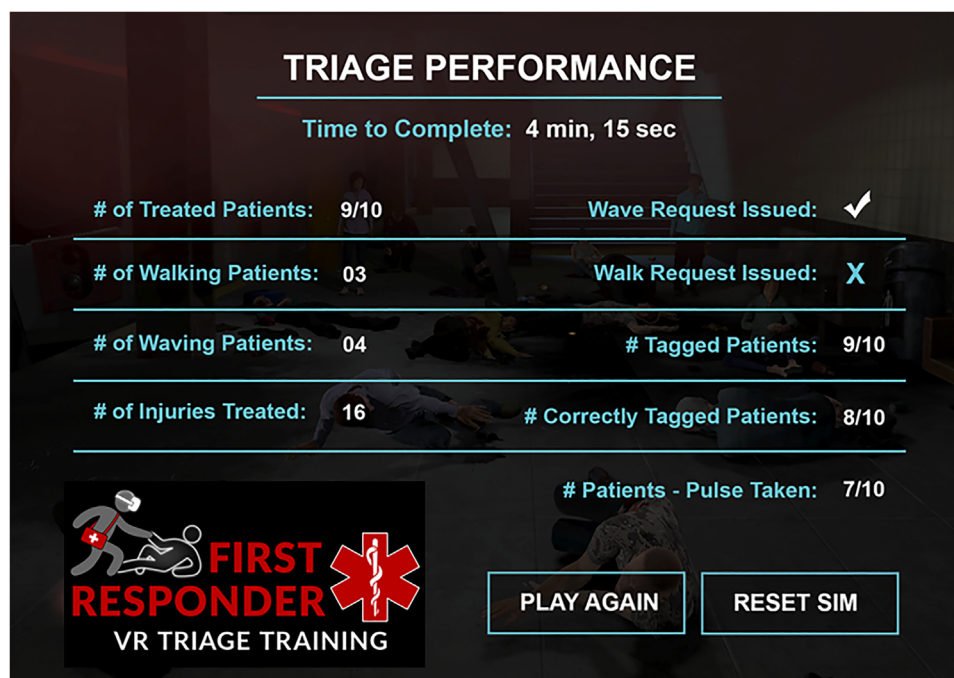 TRIAGE PERFORMANCE
Time to Complete: 4 min, 15 sec
# of Treated Patients: 9/10
Wave Request Issued: ✓
# of Walking Patients: 03
Walk Request Issued: X
# of Waving Patients: 04
# Tagged Patients: 9/10
# of Injuries Treated: 16
# Correctly Tagged Patients: 8/10
# Patients - Pulse Taken: 7/10
FIRST
RESPONDER
VR TRIAGE TRAINING
PLAY AGAIN
RESET SIM